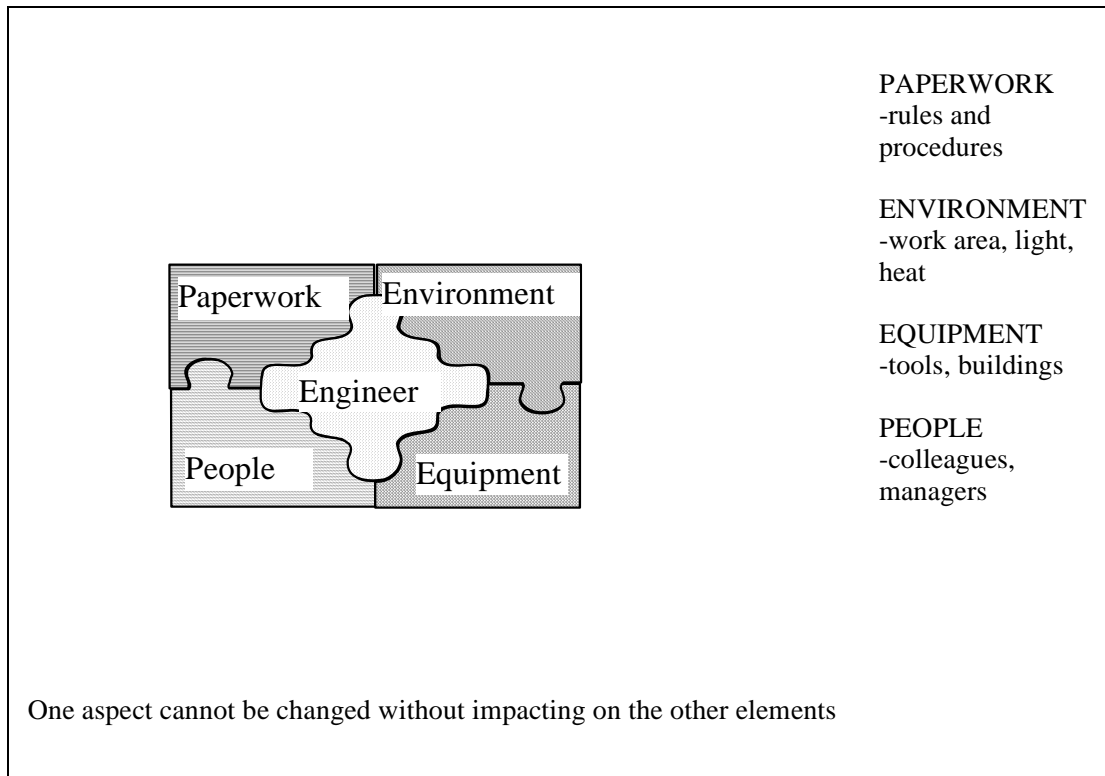 PAPERWORK
-rules and
procedures
ENVIRONMENT
-work area, light,
heat
EQUIPMENT
-tools, buildings
PEOPLE
-colleagues,
managers
Paperwork
Environment
Engineer
People
Equipment
One aspect cannot be changed without impacting on the other elements